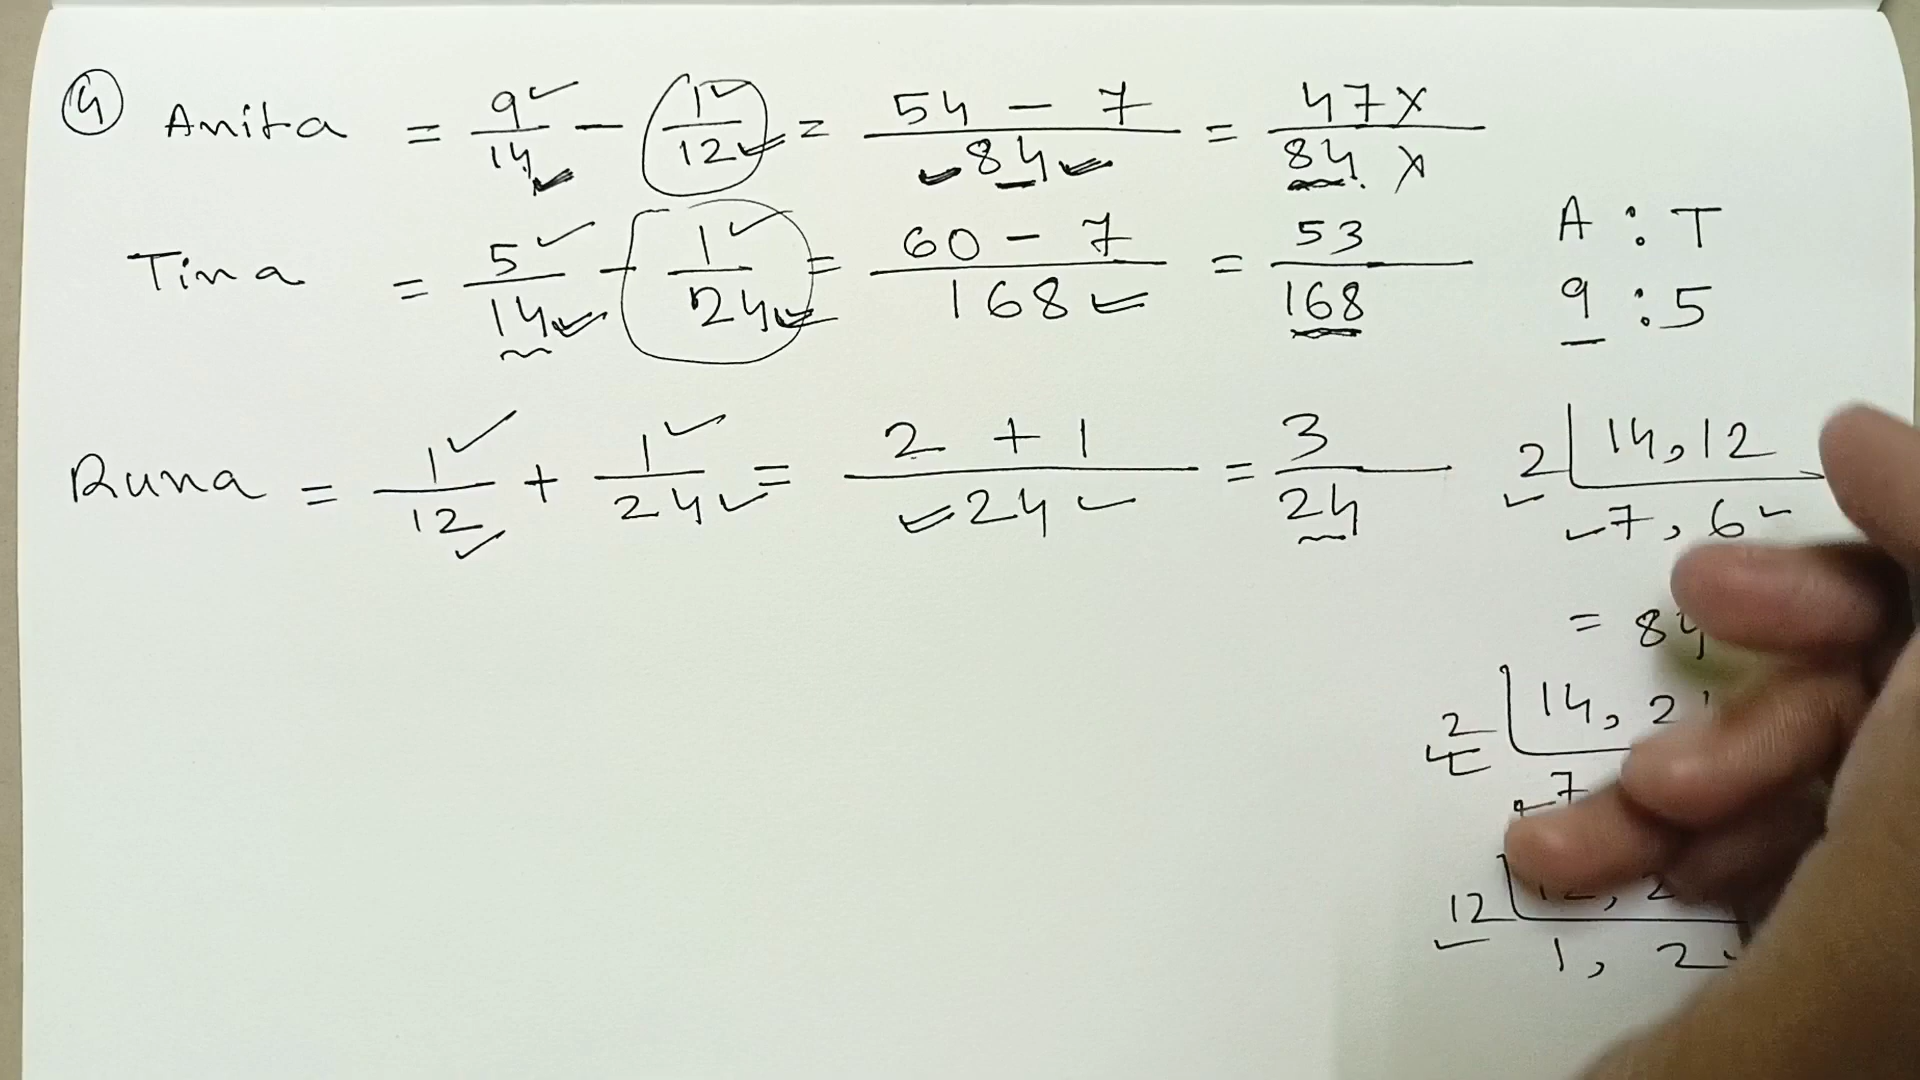 ④ Anita = 9/14 - 1/12 = 54 - 7/84 = 47/84
Tina = 5/14 - 1/24 = 60 - 7/168 = 53/168
A : T
9 : 5
Runa = 1/12 + 1/24 = 2 + 1/24 = 3/24
2 | 14, 12
7, 6
= 84
2 | 14, 2
7
12 | 12, 2
1, 2